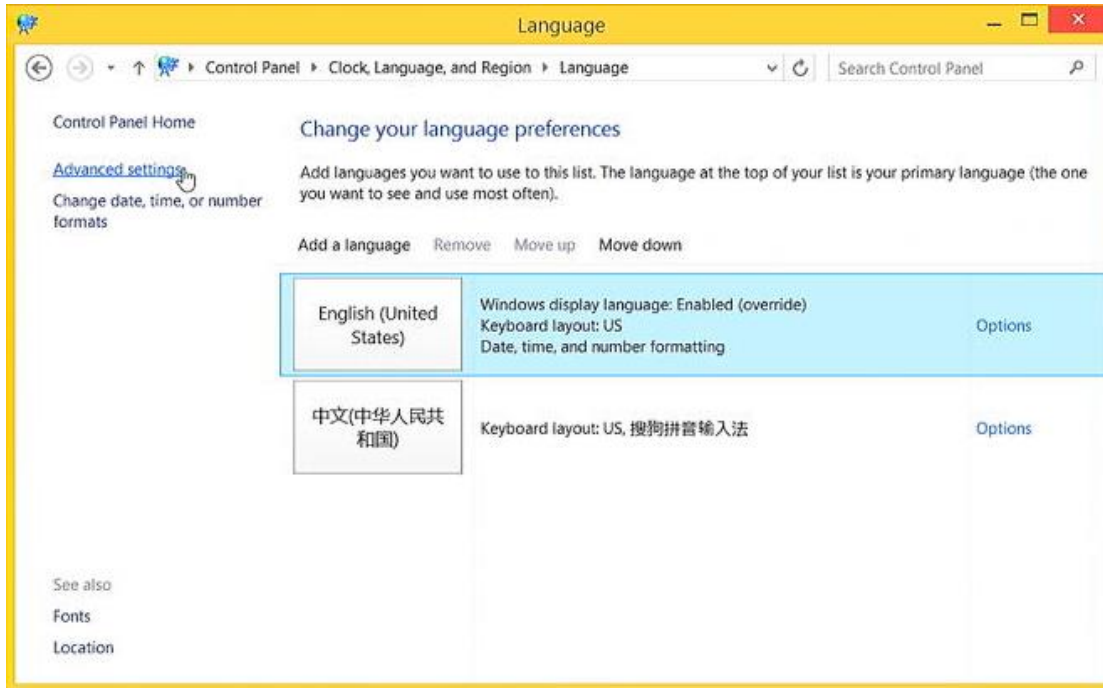 Language
Control Panel Clock, Language, and Region Language
Search Control Panel
Control Panel Home
Advanced settings
Change date, time, or number
formats
Change your language preferences
Add languages you want to use to this list. The language at the top of your list is your primary language (the one
you want to see and use most often).
Add a language Remove Move up Move down
English (United
States)
Windows display language: Enabled (override)
Keyboard layout: US
Date, time, and number formatting
Options
中文(中华人民共
和国)
Keyboard layout: US, 搜狗拼音输入法
Options
See also
Fonts
Location